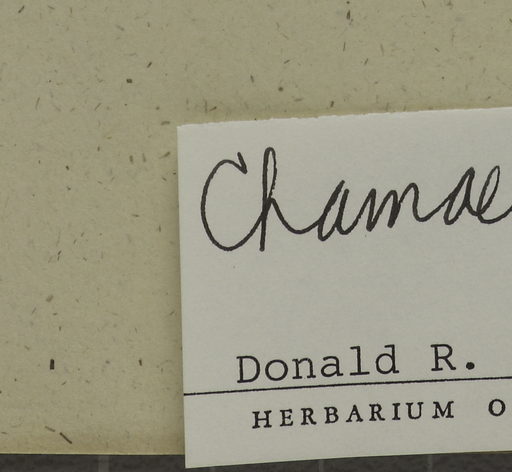 Chamae
Donald R.
HERBARIUM O